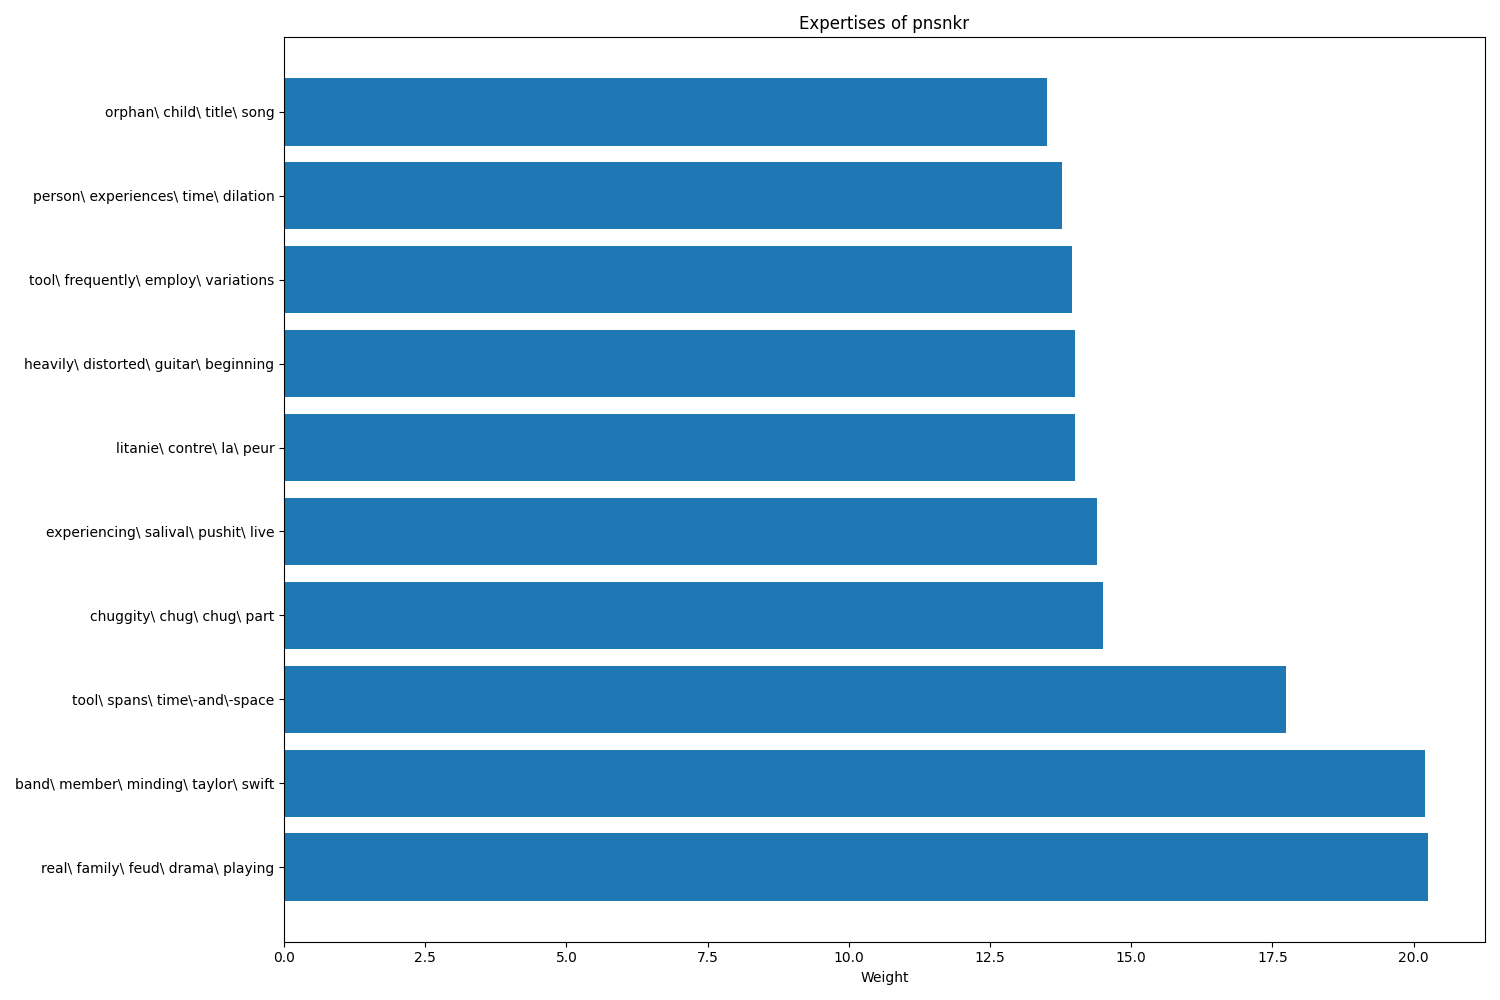 Expertises of pnsnkr
orphan\ child\ title\ song
person\ experiences\ time\ dilation
tool\ frequently\ employ\ variations
heavily\ distorted\ guitar\ beginning
litanie\ contre\ la\ peur
experiencing\ salival\ pushit\ live
chuggity\ chug\ chug\ part
tool\ spans\ time\-and\-space
band\ member\ minding\ taylor\ swift
real\ family\ feud\ drama\ playing
0.0 2.5 5.0 7.5 10.0 12.5 15.0 17.5 20.0
Weight